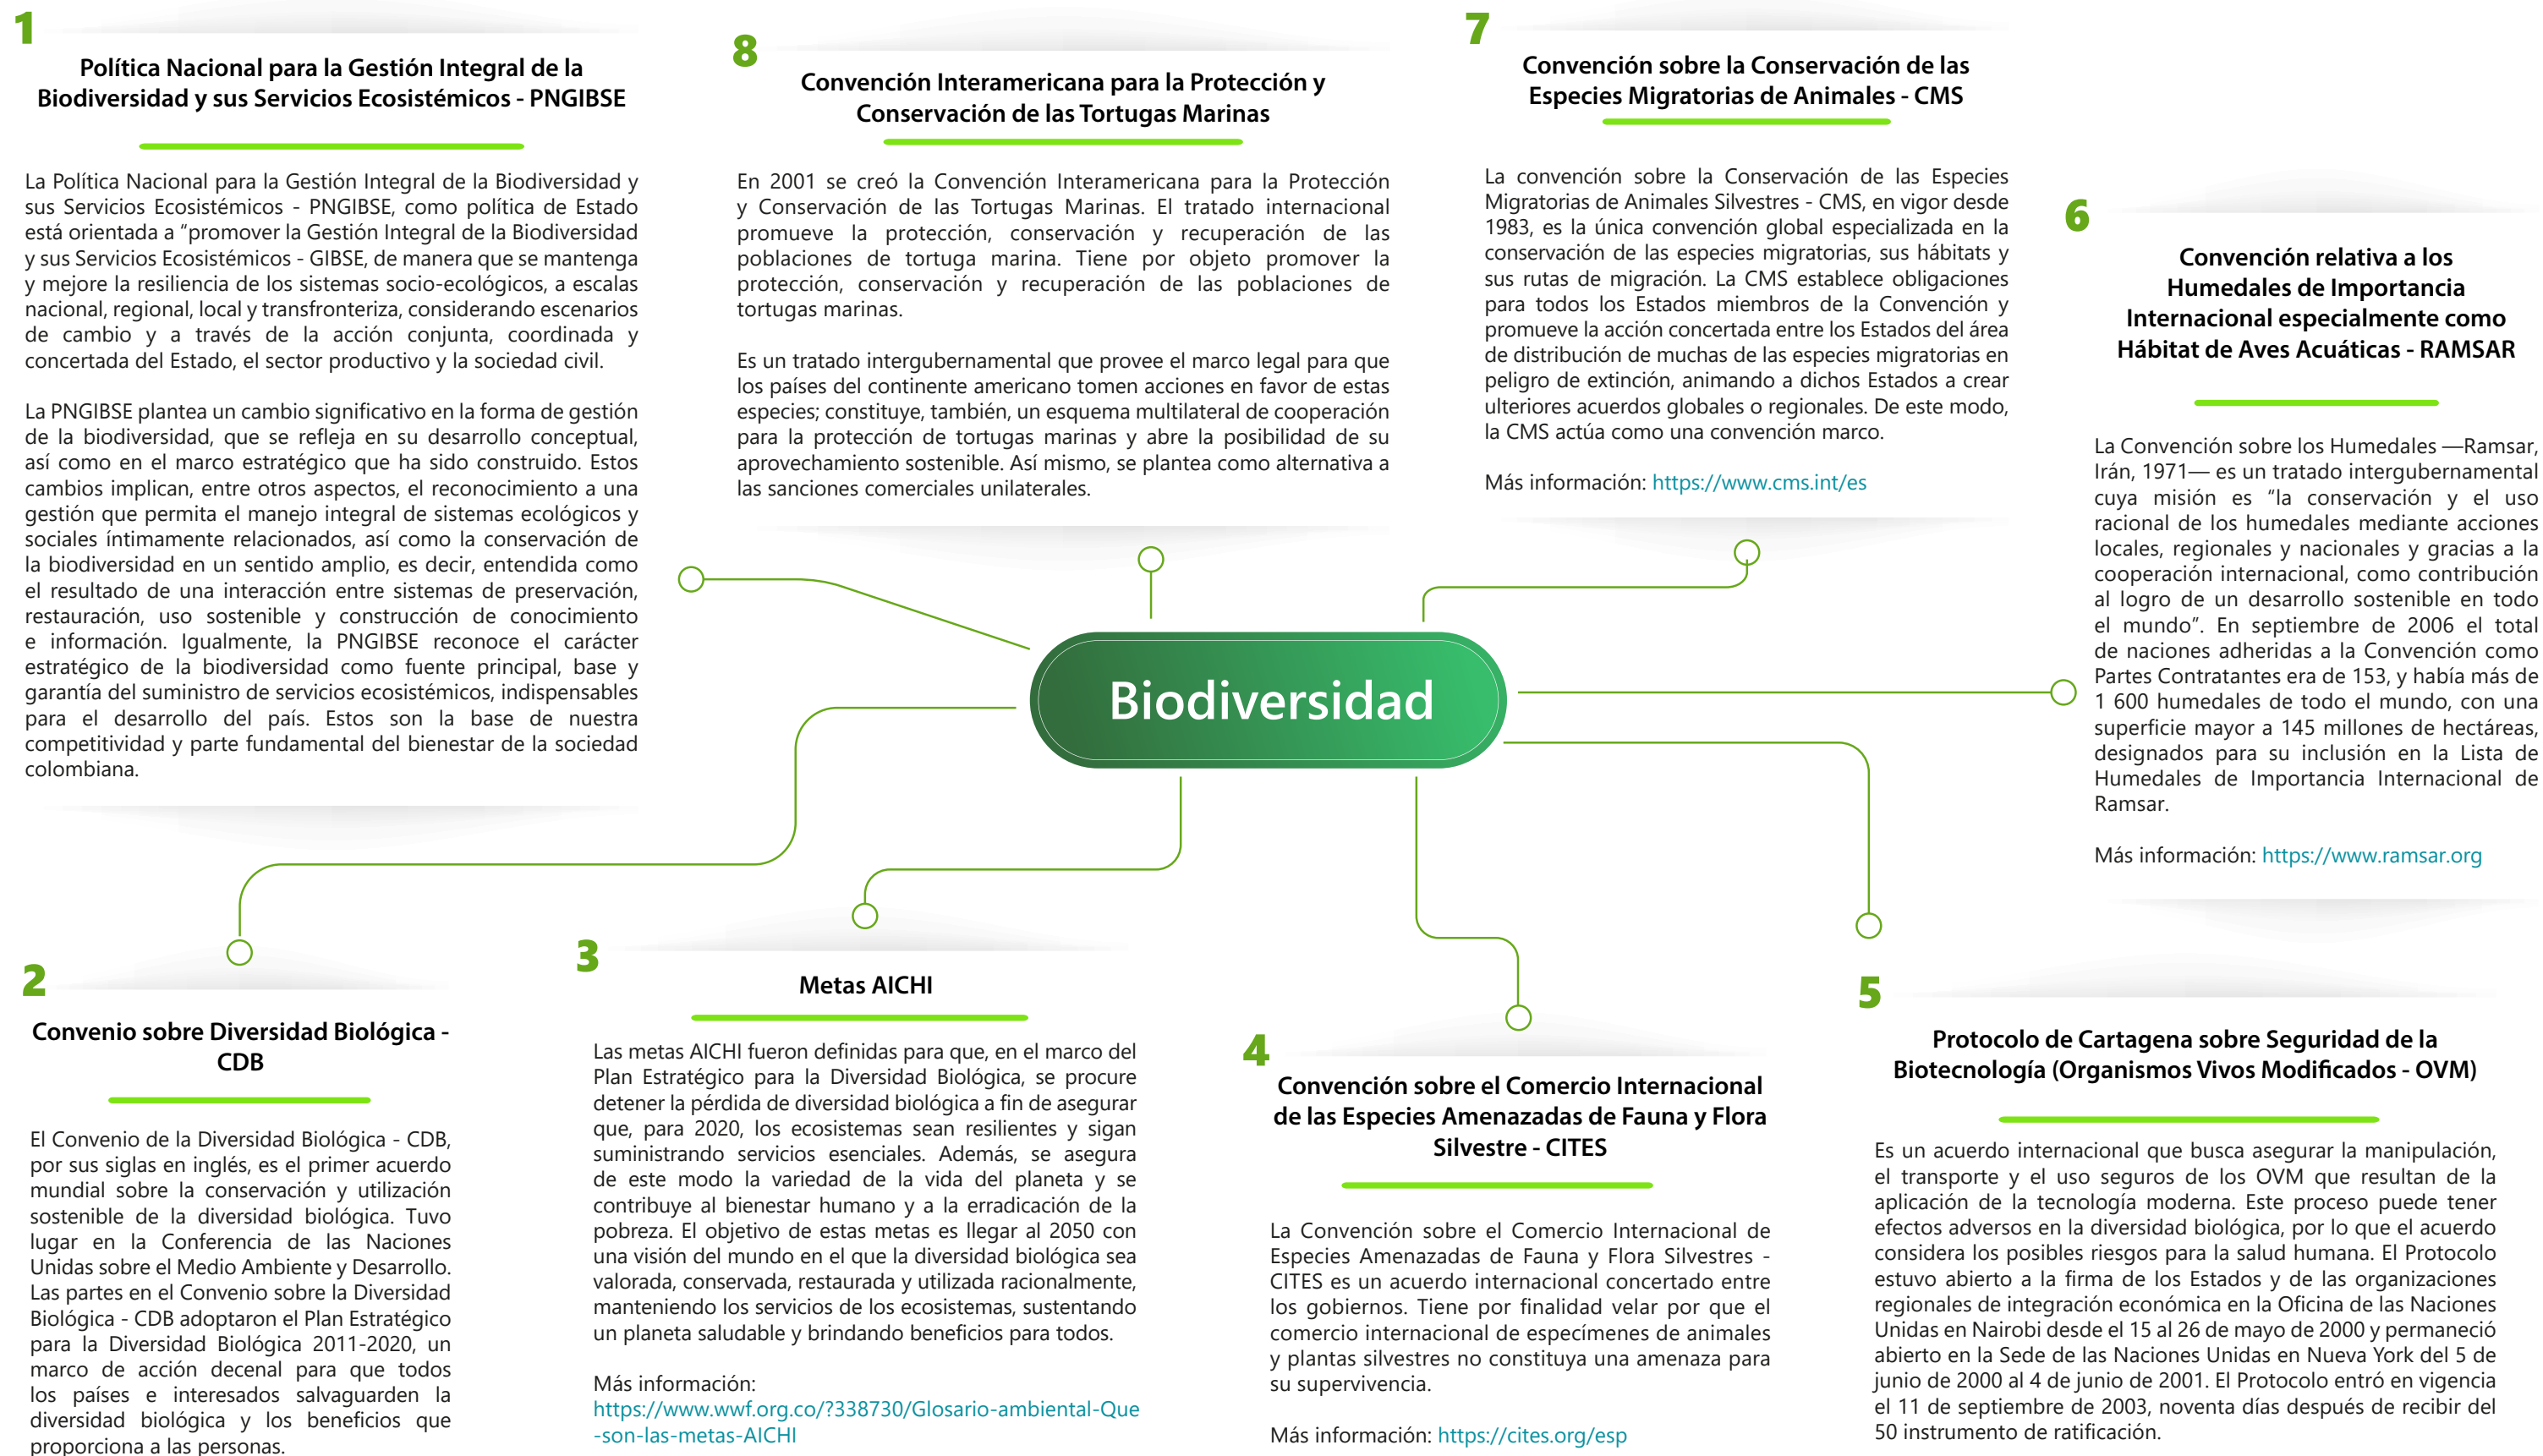 1
Política Nacional para la Gestión Integral de la
Biodiversidad y sus Servicios Ecosistémicos - PNGIBSE
La Política Nacional para la Gestión Integral de la Biodiversidad y
sus Servicios Ecosistémicos - PNGIBSE, como política de Estado
está orientada a "promover la Gestión Integral de la Biodiversidad
y sus Servicios Ecosistémicos - GIBSE, de manera que se mantenga
y mejore la resiliencia de los sistemas socio-ecológicos, a escalas
nacional, regional, local y transfronteriza, considerando escenarios
de cambio y a través de la acción conjunta, coordinada y
concertada del Estado, el sector productivo y la sociedad civil.
La PNGIBSE plantea un cambio significativo en la forma de gestión
de la biodiversidad, que se refleja en su desarrollo conceptual,
así como en el marco estratégico que ha sido construido. Estos
cambios implican, entre otros aspectos, el reconocimiento a una
gestión que permita el manejo integral de sistemas ecológicos y
sociales íntimamente relacionados, así como la conservación de
la biodiversidad en un sentido amplio, es decir, entendida como
el resultado de una interacción entre sistemas de preservación,
restauración, uso sostenible y construcción de conocimiento
e información. Igualmente, la PNGIBSE reconoce el carácter
estratégico de la biodiversidad como fuente principal, base y
garantía del suministro de servicios ecosistémicos, indispensables
para el desarrollo del país. Estos son la base de nuestra
competitividad y parte fundamental del bienestar de la sociedad
colombiana.
8
Convención Interamericana para la Protección y
Conservación de las Tortugas Marinas
En 2001 se creó la Convención Interamericana para la Protección
y Conservación de las Tortugas Marinas. El tratado internacional
promueve la protección, conservación y recuperación de las
poblaciones de tortuga marina. Tiene por objeto promover la
protección, conservación y recuperación de las poblaciones de
tortugas marinas.
Es un tratado intergubernamental que provee el marco legal para que
los países del continente americano tomen acciones en favor de estas
especies; constituye, también, un esquema multilateral de cooperación
para la protección de tortugas marinas y abre la posibilidad de su
aprovechamiento sostenible. Así mismo, se plantea como alternativa a
las sanciones comerciales unilaterales.
7
Convención sobre la Conservación de las
Especies Migratorias de Animales - CMS
La convención sobre la Conservación de las Especies
Migratorias de Animales Silvestres - CMS, en vigor desde
1983, es la única convención global especializada en la
conservación de las especies migratorias, sus hábitats y
sus rutas de migración. La CMS establece obligaciones
para todos los Estados miembros de la Convención y
promueve la acción concertada entre los Estados del área
de distribución de muchas de las especies migratorias en
peligro de extinción, animando a dichos Estados a crear
ulteriores acuerdos globales o regionales. De este modo,
la CMS actúa como una convención marco.
Más información: https://www.cms.int/es
6
Convención relativa a los
Humedales de Importancia
Internacional especialmente como
Hábitat de Aves Acuáticas - RAMSAR
La Convención sobre los Humedales —Ramsar,
Irán, 1971— es un tratado intergubernamental
cuya misión es "la conservación y el uso
racional de los humedales mediante acciones
locales, regionales y nacionales y gracias a la
cooperación internacional, como contribución
al logro de un desarrollo sostenible en todo
el mundo". En septiembre de 2006 el total
de naciones adheridas a la Convención como
Partes Contratantes era de 153, y había más de
1 600 humedales de todo el mundo, con una
superficie mayor a 145 millones de hectáreas,
designados para su inclusión en la Lista de
Humedales de Importancia Internacional de
Ramsar.
Más información: https://www.ramsar.org
Biodiversidad
2
Convenio sobre Diversidad Biológica -
CDB
El Convenio de la Diversidad Biológica - CDB,
por sus siglas en inglés, es el primer acuerdo
mundial sobre la conservación y utilización
sostenible de la diversidad biológica. Tuvo
lugar en la Conferencia de las Naciones
Unidas sobre el Medio Ambiente y Desarrollo.
Las partes en el Convenio sobre la Diversidad
Biológica - CDB adoptaron el Plan Estratégico
para la Diversidad Biológica 2011-2020, un
marco de acción decenal para que todos
los países e interesados salvaguarden la
diversidad biológica y los beneficios que
proporciona a las personas.
3
Metas AICHI
Las metas AICHI fueron definidas para que, en el marco del
Plan Estratégico para la Diversidad Biológica, se procure
detener la pérdida de diversidad biológica a fin de asegurar
que, para 2020, los ecosistemas sean resilientes y sigan
suministrando servicios esenciales. Además, se asegura
de este modo la variedad de la vida del planeta y se
contribuye al bienestar humano y a la erradicación de la
pobreza. El objetivo de estas metas es llegar al 2050 con
una visión del mundo en el que la diversidad biológica sea
valorada, conservada, restaurada y utilizada racionalmente,
manteniendo los servicios de los ecosistemas, sustentando
un planeta saludable y brindando beneficios para todos.
Más información:
https://www.wwf.org.co/?338730/Glosario-ambiental-Que
-son-las-metas-AICHI
4
Convención sobre el Comercio Internacional
de las Especies Amenazadas de Fauna y Flora
Silvestre - CITES
La Convención sobre el Comercio Internacional de
Especies Amenazadas de Fauna y Flora Silvestres -
CITES es un acuerdo internacional concertado entre
los gobiernos. Tiene por finalidad velar por que el
comercio internacional de especímenes de animales
y plantas silvestres no constituya una amenaza para
su supervivencia.
Más información: https://cites.org/esp
5
Protocolo de Cartagena sobre Seguridad de la
Biotecnología (Organismos Vivos Modificados - OVM)
Es un acuerdo internacional que busca asegurar la manipulación,
el transporte y el uso seguros de los OVM que resultan de la
aplicación de la tecnología moderna. Este proceso puede tener
efectos adversos en la diversidad biológica, por lo que el acuerdo
considera los posibles riesgos para la salud humana. El Protocolo
estuvo abierto a la firma de los Estados y de las organizaciones
regionales de integración económica en la Oficina de las Naciones
Unidas en Nairobi desde el 15 al 26 de mayo de 2000 y permaneció
abierto en la Sede de las Naciones Unidas en Nueva York del 5 de
junio de 2000 al 4 de junio de 2001. El Protocolo entró en vigencia
el 11 de septiembre de 2003, noventa días después de recibir del
50 instrumento de ratificación.